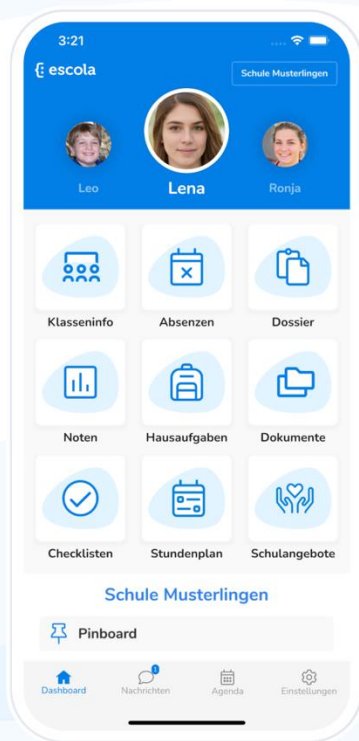 3:21
escola
Schule Musterlingen
Leo
Lena
Ronja
Klasseninfo
Absenzen
Dossier
Noten
Hausaufgaben
Dokumente
Checklisten
Stundenplan
Schulangebote
Schule Musterlingen
Pinboard
1
Dashboard
Nachrichten
Agenda
Einstellungen